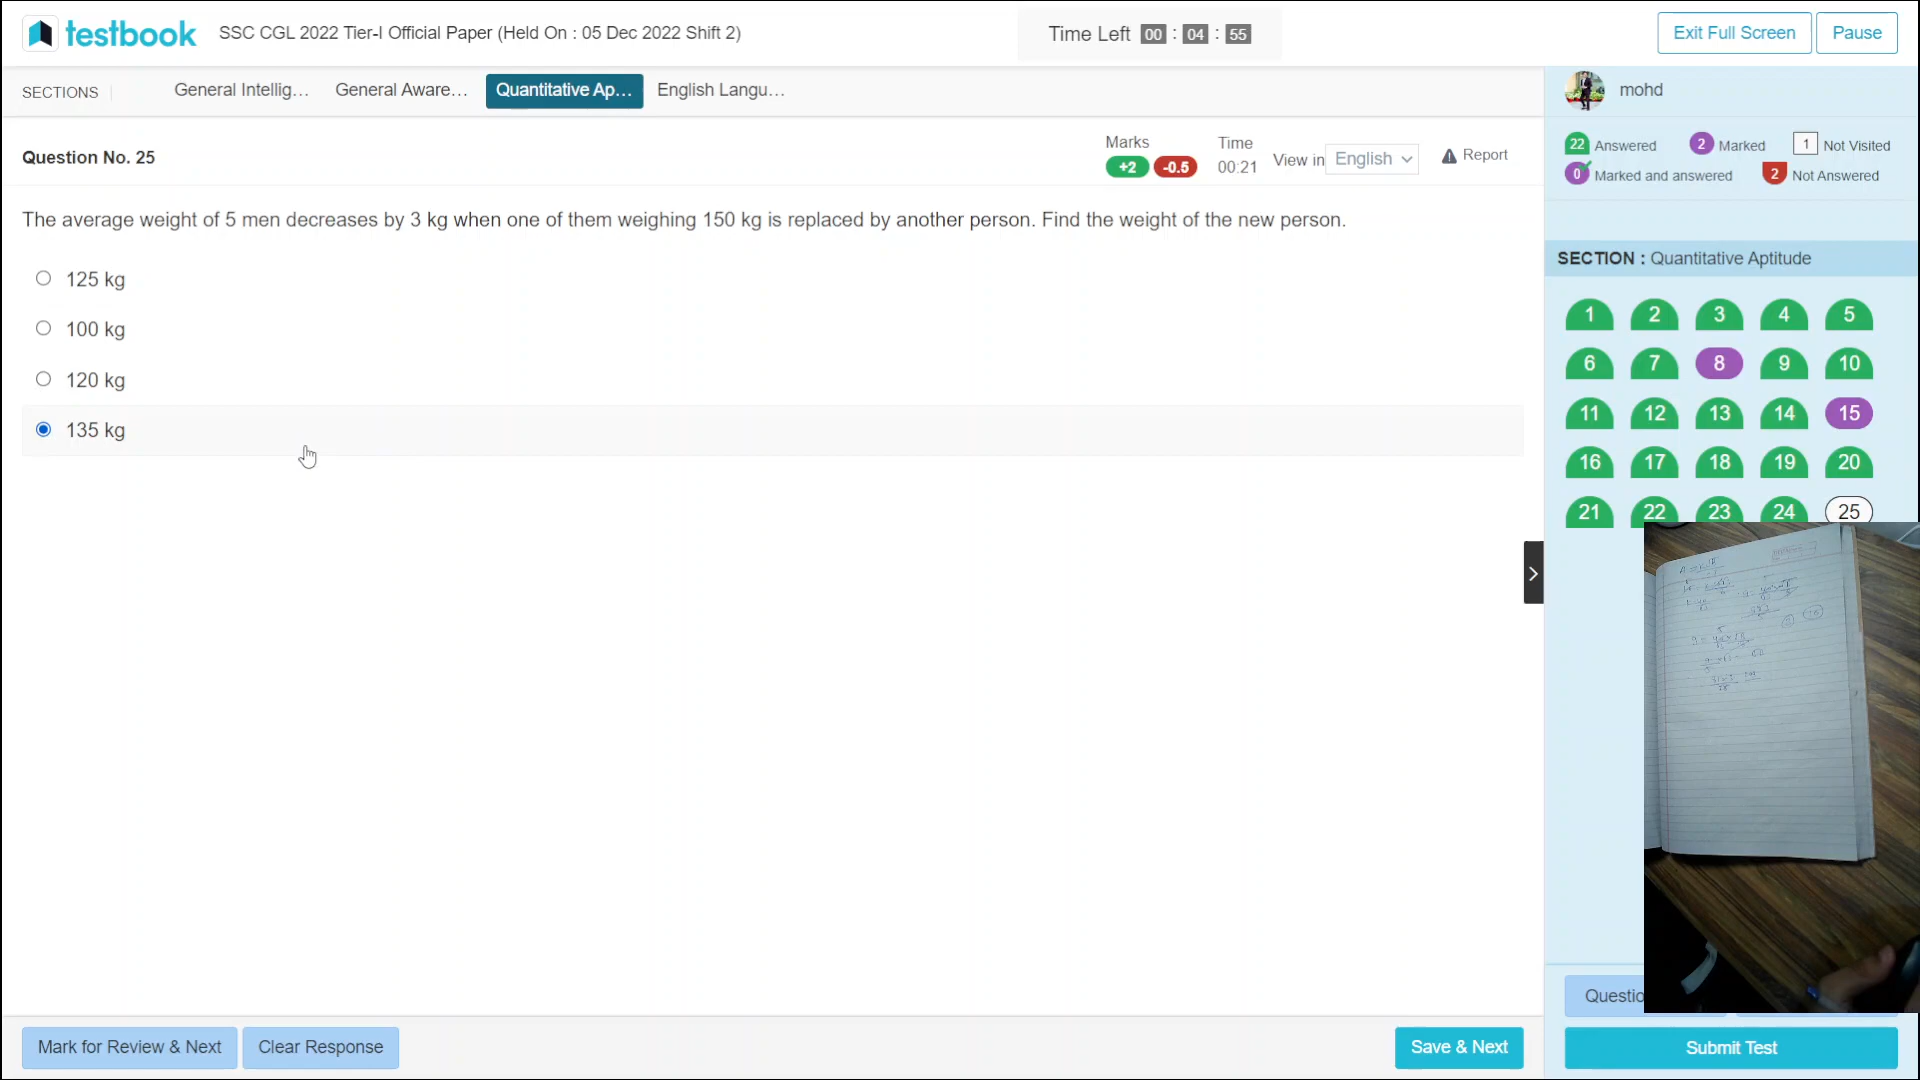 testbook
SSC CGL 2022 Tier-I Official Paper (Held On : 05 Dec 2022 Shift 2)
Time Left 00 : 04 : 55
Exit Full Screen
Pause
SECTIONS
General Intellig...
General Aware...
Quantitative Ap...
English Langu...
mohd
22 Answered
2 Marked
1 Not Visited
0 Marked and answered
2 Not Answered
Question No. 25
Marks
+2 -0.5
Time
00:21
View in English
Report
The average weight of 5 men decreases by 3 kg when one of them weighing 150 kg is replaced by another person. Find the weight of the new person.
125 kg
100 kg
120 kg
135 kg
SECTION : Quantitative Aptitude
1 2 3 4 5
6 7 8 9 10
11 12 13 14 15
16 17 18 19 20
21 22 23 24 25
Questio
Mark for Review & Next
Clear Response
Save & Next
Submit Test